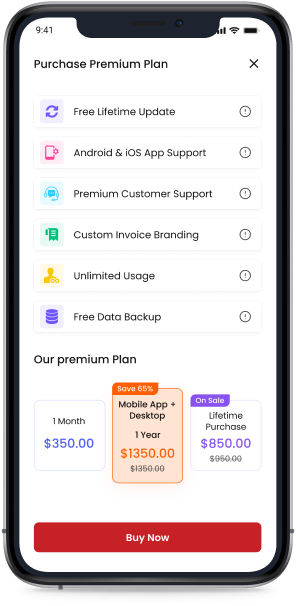 9:41
Purchase Premium Plan
Free Lifetime Update
Android & iOS App Support
Premium Customer Support
Custom Invoice Branding
Unlimited Usage
Free Data Backup
Our premium Plan
1 Month
$350.00
Save 65%
Mobile App +
Desktop
1 Year
$1350.00
$1350.00
On Sale
Lifetime
Purchase
$850.00
$950.00
Buy Now